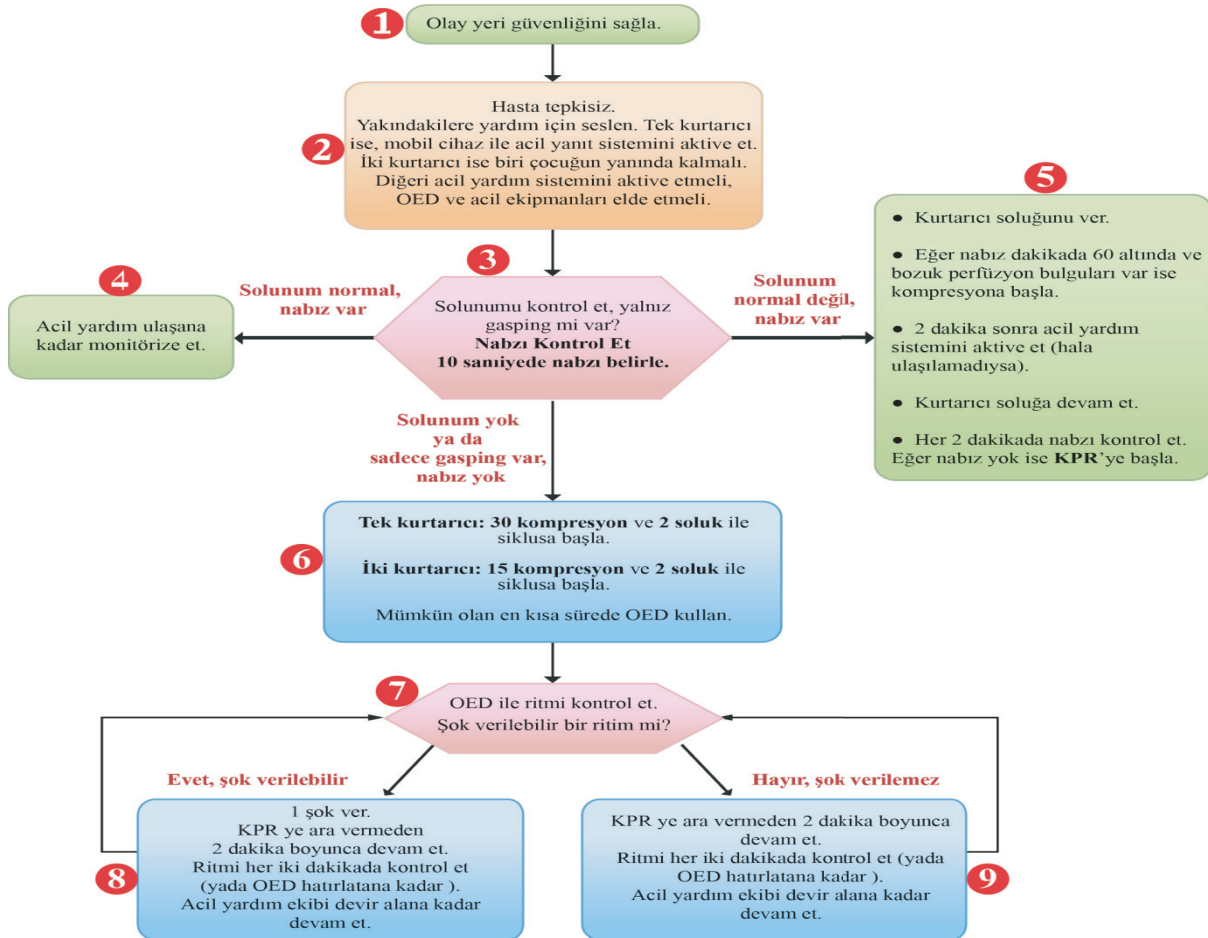 1
Olay yeri güvenliğini sağla.
2
Hasta tepkisiz.
Yakındakilere yardım için seslen. Tek kurtarıcı
ise, mobil cihaz ile acil yanıt sistemini aktive et.
İki kurtarıcı ise biri çocuğun yanında kalmalı.
Diğeri acil yardım sistemini aktive etmeli,
OED ve acil ekipmanları elde etmeli.
3
Solunumu kontrol et, yalnız
gasping mi var?
Nabzı Kontrol Et
10 saniyede nabzı belirle.
Solunum normal,
nabız var
4
Acil yardım ulaşana
kadar monitörize et.
Solunum
normal değil,
nabız var
5
● Kurtarıcı soluğunu ver.
● Eğer nabız dakikada 60 altında ve
bozuk perfüzyon bulguları var ise
kompresyona başla.
● 2 dakika sonra acil yardım
sistemini aktive et (hala
ulaşılamadıysa).
● Kurtarıcı soluğa devam et.
● Her 2 dakikada nabzı kontrol et.
Eğer nabız yok ise KPR'ye başla.
Solunum yok
ya da
sadece gasping var,
nabız yok
6
Tek kurtarıcı: 30 kompresyon ve 2 soluk ile
siklusa başla.
İki kurtarıcı: 15 kompresyon ve 2 soluk ile
siklusa başla.
Mümkün olan en kısa sürede OED kullan.
7
OED ile ritmi kontrol et.
Şok verilebilir bir ritim mi?
Evet, şok verilebilir
8
1 şok ver.
KPR ye ara vermeden
2 dakika boyunca devam et.
Ritmi her iki dakikada kontrol et
(yada OED hatırlatana kadar ).
Acil yardım ekibi devir alana kadar
devam et.
Hayır, şok verilemez
9
KPR ye ara vermeden 2 dakika boyunca
devam et.
Ritmi her iki dakikada kontrol et (yada
OED hatırlatana kadar ).
Acil yardım ekibi devir alana kadar
devam et.